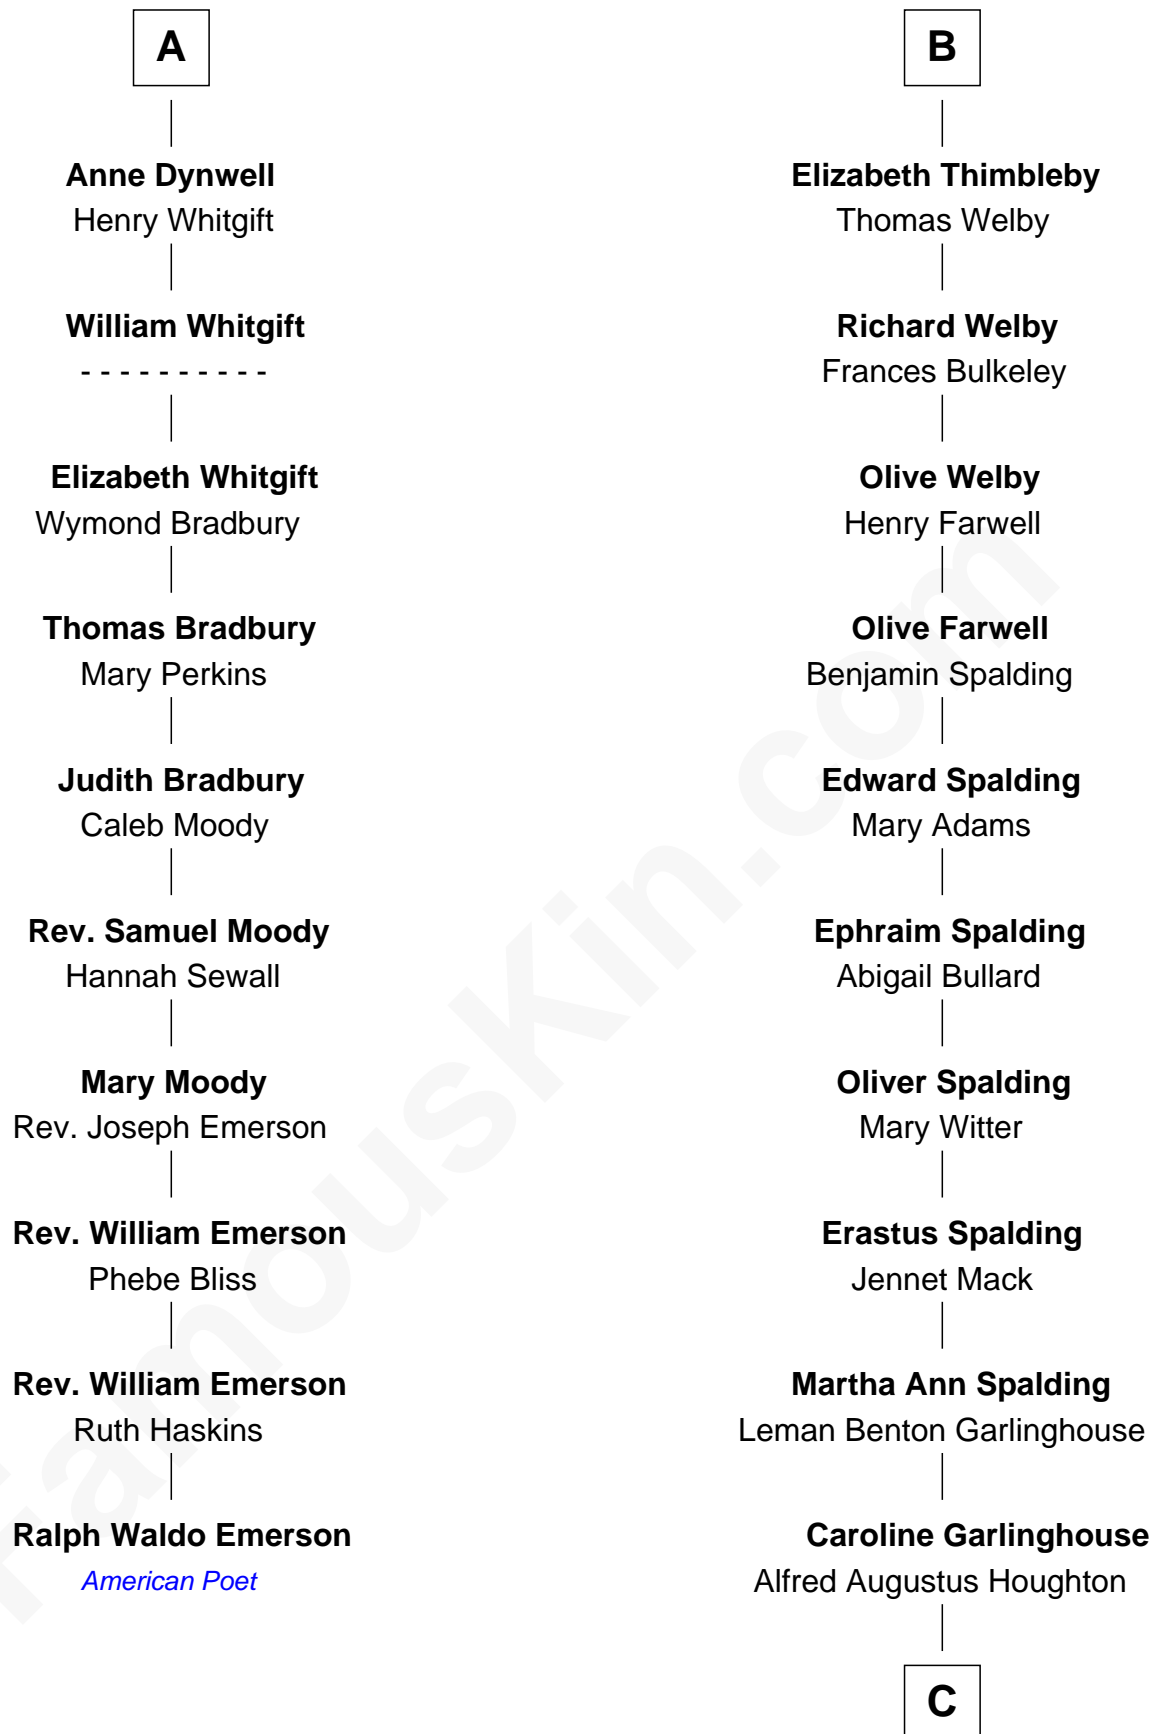 A
Anne Dynwell
Henry Whitgift
William Whitgift
- - - - - - - - - -
Elizabeth Whitgift
Wymond Bradbury
Thomas Bradbury
Mary Perkins
Judith Bradbury
Caleb Moody
Rev. Samuel Moody
Hannah Sewall
Mary Moody
Rev. Joseph Emerson
Rev. William Emerson
Phebe Bliss
Rev. William Emerson
Ruth Haskins
Ralph Waldo Emerson
American Poet
B
Elizabeth Thimbleby
Thomas Welby
Richard Welby
Frances Bulkeley
Olive Welby
Henry Farwell
Olive Farwell
Benjamin Spalding
Edward Spalding
Mary Adams
Ephraim Spalding
Abigail Bullard
Oliver Spalding
Mary Witter
Erastus Spalding
Jennet Mack
Martha Ann Spalding
Leman Benton Garlinghouse
Caroline Garlinghouse
Alfred Augustus Houghton
C
FamousKin.com